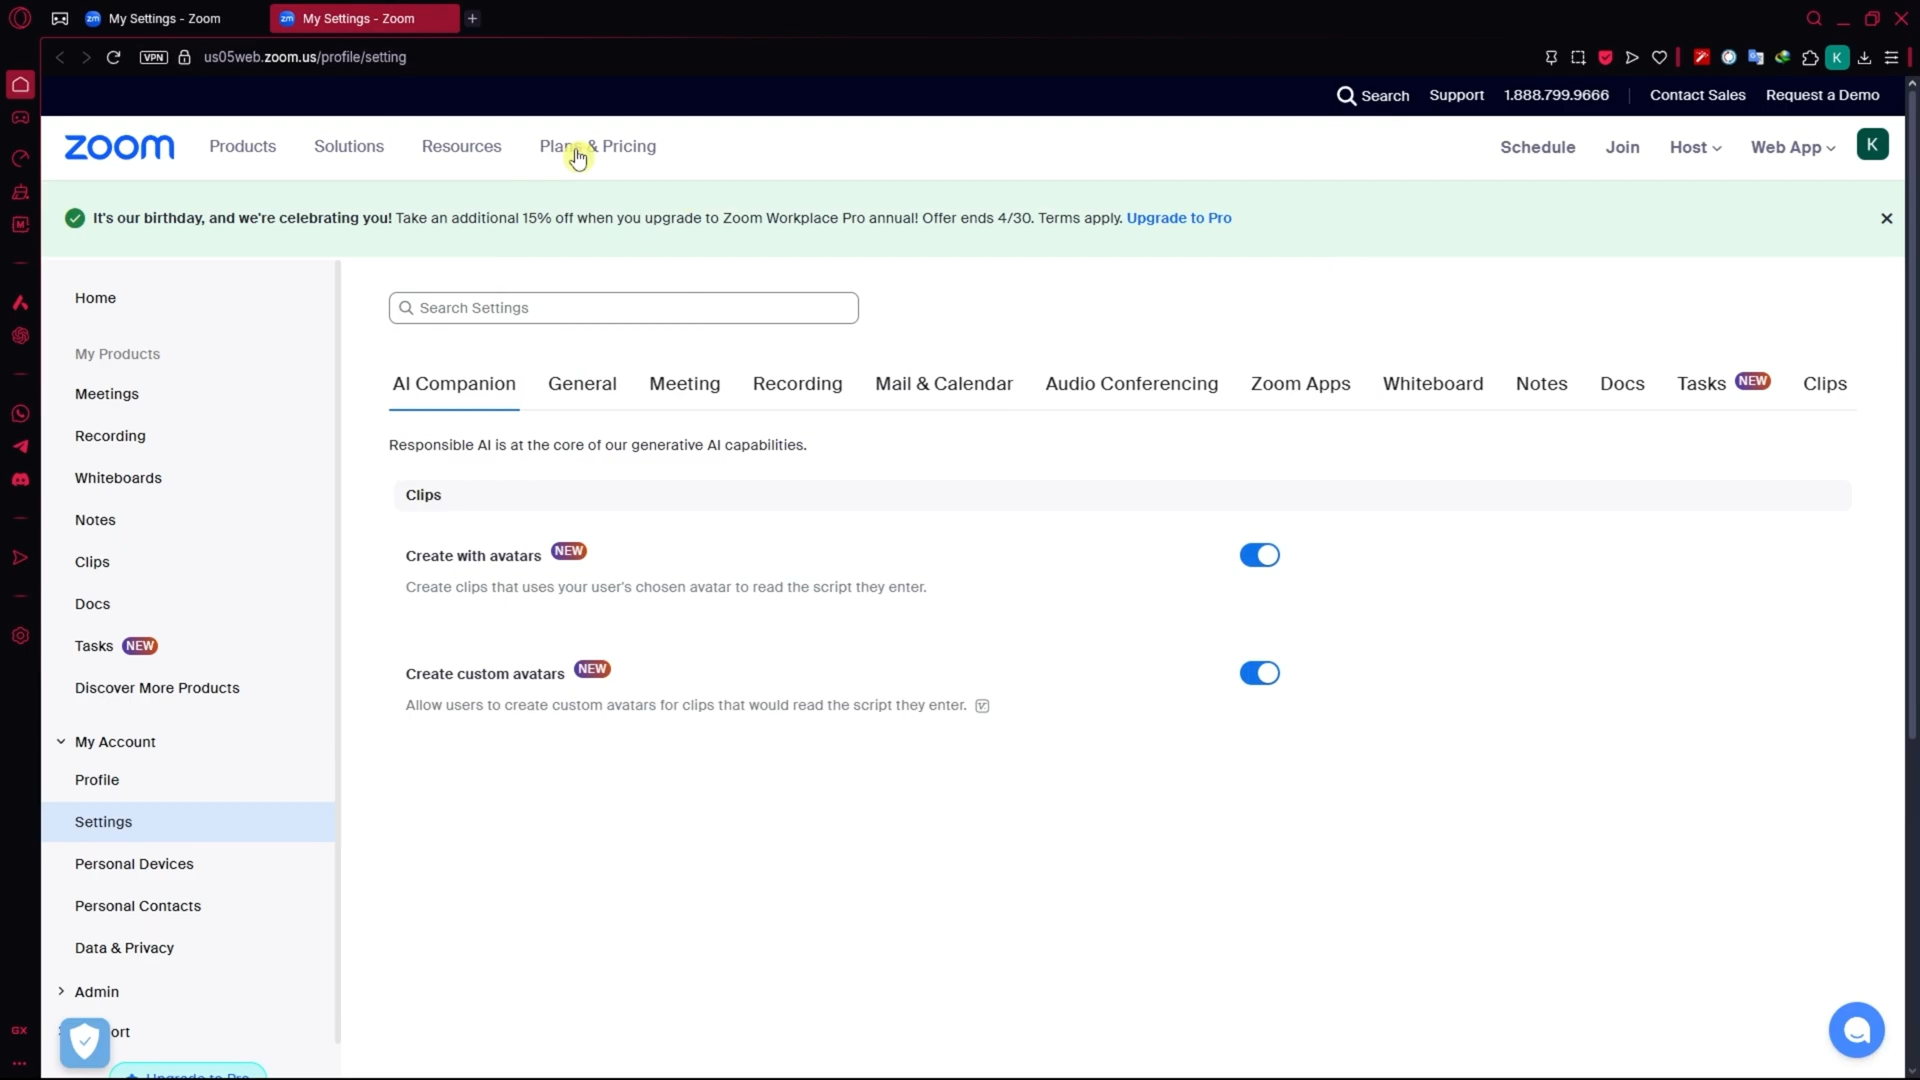 My Settings - Zoom
My Settings - Zoom
VPN
us05web.zoom.us/profile/setting
K
Search
Support
1.888.799.9666
Contact Sales
Request a Demo
zoom
Products
Solutions
Resources
Plans & Pricing
Schedule
Join
Host
Web App
K
It's our birthday, and we're celebrating you! Take an additional 15% off when you upgrade to Zoom Workplace Pro annual! Offer ends 4/30. Terms apply. Upgrade to Pro
Home
My Products
Meetings
Recording
Whiteboards
Notes
Clips
Docs
Tasks NEW
Discover More Products
My Account
Profile
Settings
Personal Devices
Personal Contacts
Data & Privacy
Admin
ort
Upgrade to Pro
Search Settings
AI Companion
General
Meeting
Recording
Mail & Calendar
Audio Conferencing
Zoom Apps
Whiteboard
Notes
Docs
Tasks NEW
Clips
Responsible AI is at the core of our generative AI capabilities.
Clips
Create with avatars NEW
Create clips that uses your user's chosen avatar to read the script they enter.
Create custom avatars NEW
Allow users to create custom avatars for clips that would read the script they enter.
GX